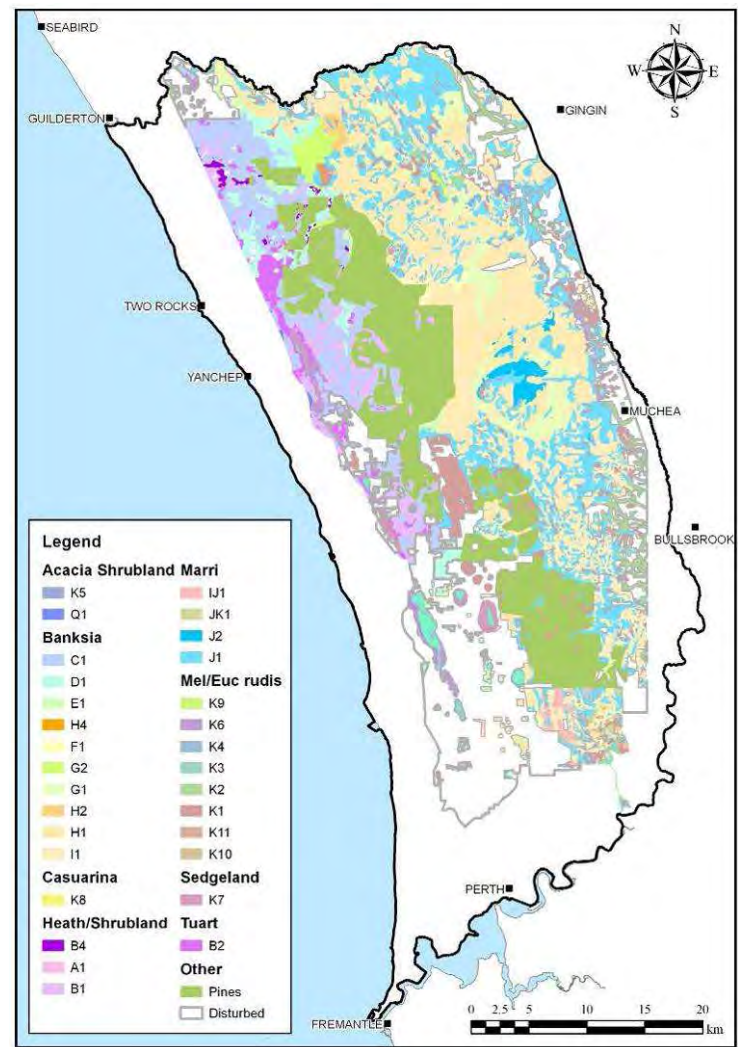 SEABIRD
N
W E
S
GINGIN
GUILDERTON
TWO ROCKS
YANCHEP
MUCHEA
BULLSBROOK
Legend
Acacia Shrubland
K5
Q1
Banksia
C1
D1
E1
H4
F1
G2
G1
H2
H1
I1
Casuarina
K8
Heath/Shrubland
B4
A1
B1
Marri
IJ1
JK1
J2
J1
Mel/Euc rudis
K9
K6
K4
K3
K2
K1
K11
K10
Sedgeland
K7
Tuart
B2
Other
Pines
Disturbed
PERTH
FREMANTLE
0 2.5 5 10 15 20
km